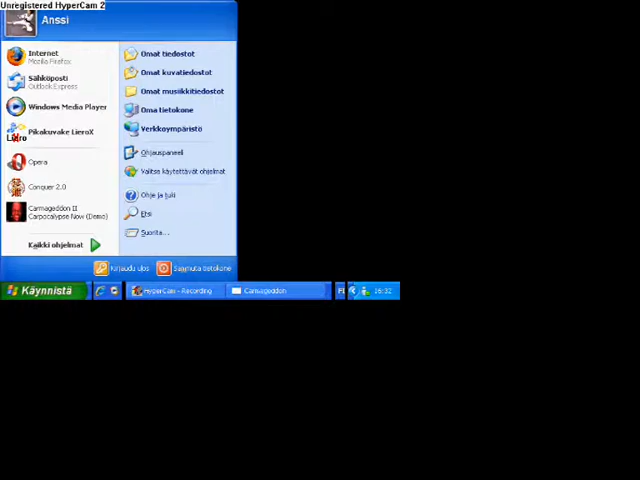 Unregistered HyperCam 2
Anssi
Internet
Mozilla Firefox
Sähköposti
Outlook Express
Windows Media Player
Pikakuvake LieroX
Opera
Conquer 2.0
Carmageddon II
Carpocalypse Now (Demo)
Kaikki ohjelmat
Omat tiedostot
Omat kuvatiedostot
Omat musiikkitiedostot
Oma tietokone
Verkkoympäristö
Ohjauspaneeli
Valitse käytettävät ohjelmat
Ohje ja tuki
Etsi
Suorita...
Kirjaudu ulos
Sammuta tietokone
Käynnistä
HyperCam - Recording
Carmageddon
FI
16:32